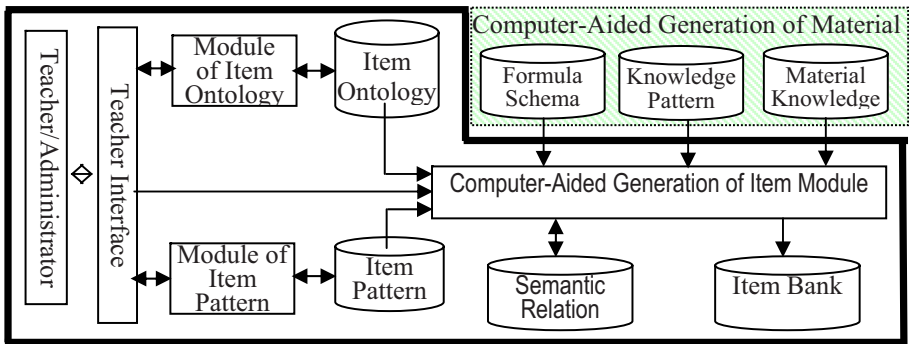 Teacher/Administrator
Teacher Interface
Module
of Item
Ontology
Item
Ontology
Computer-Aided Generation of Material
Formula
Schema
Knowledge
Pattern
Material
Knowledge
Computer-Aided Generation of Item Module
Module of
Item
Pattern
Item
Pattern
Semantic
Relation
Item Bank